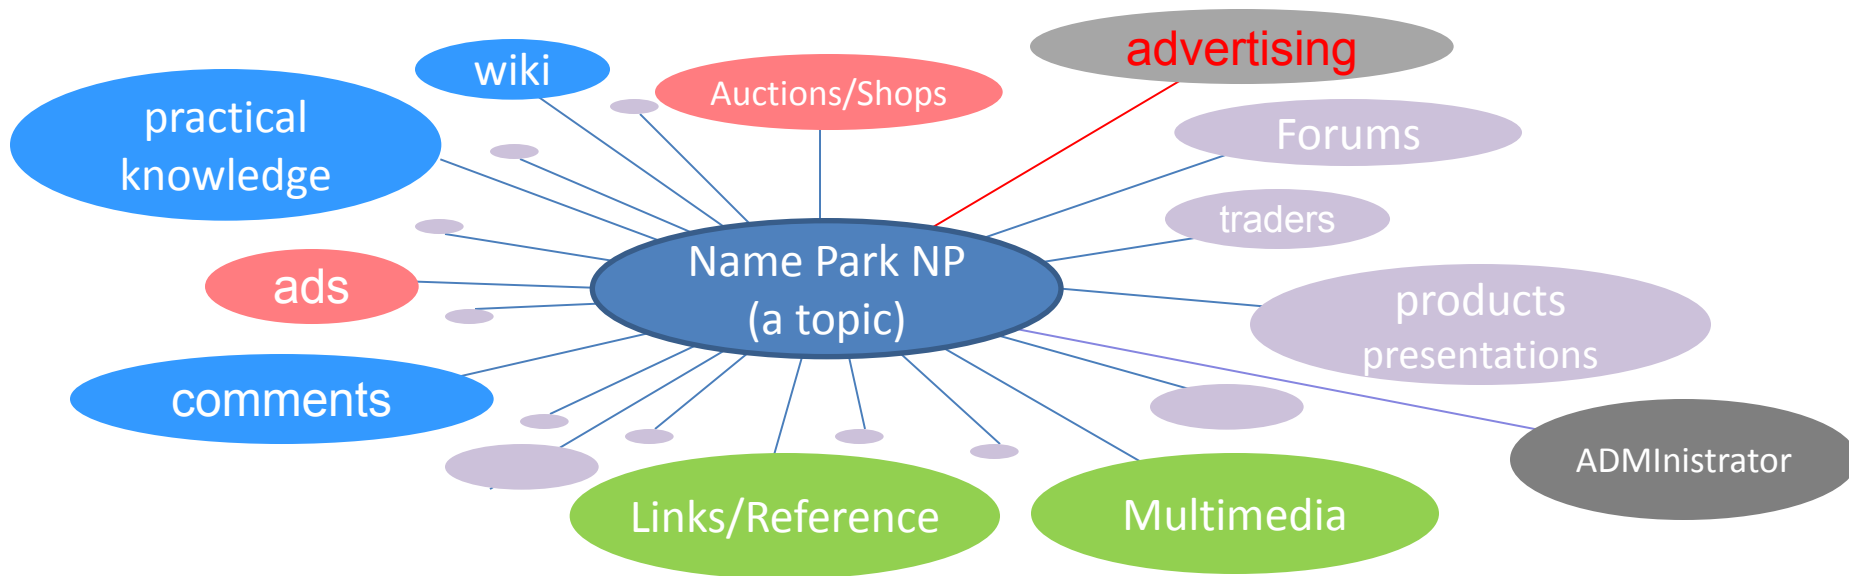 advertising
wiki
Auctions/Shops
practical
knowledge
Forums
traders
Name Park NP
(a topic)
ads
products
presentations
comments
ADMInistrator
Links/Reference
Multimedia